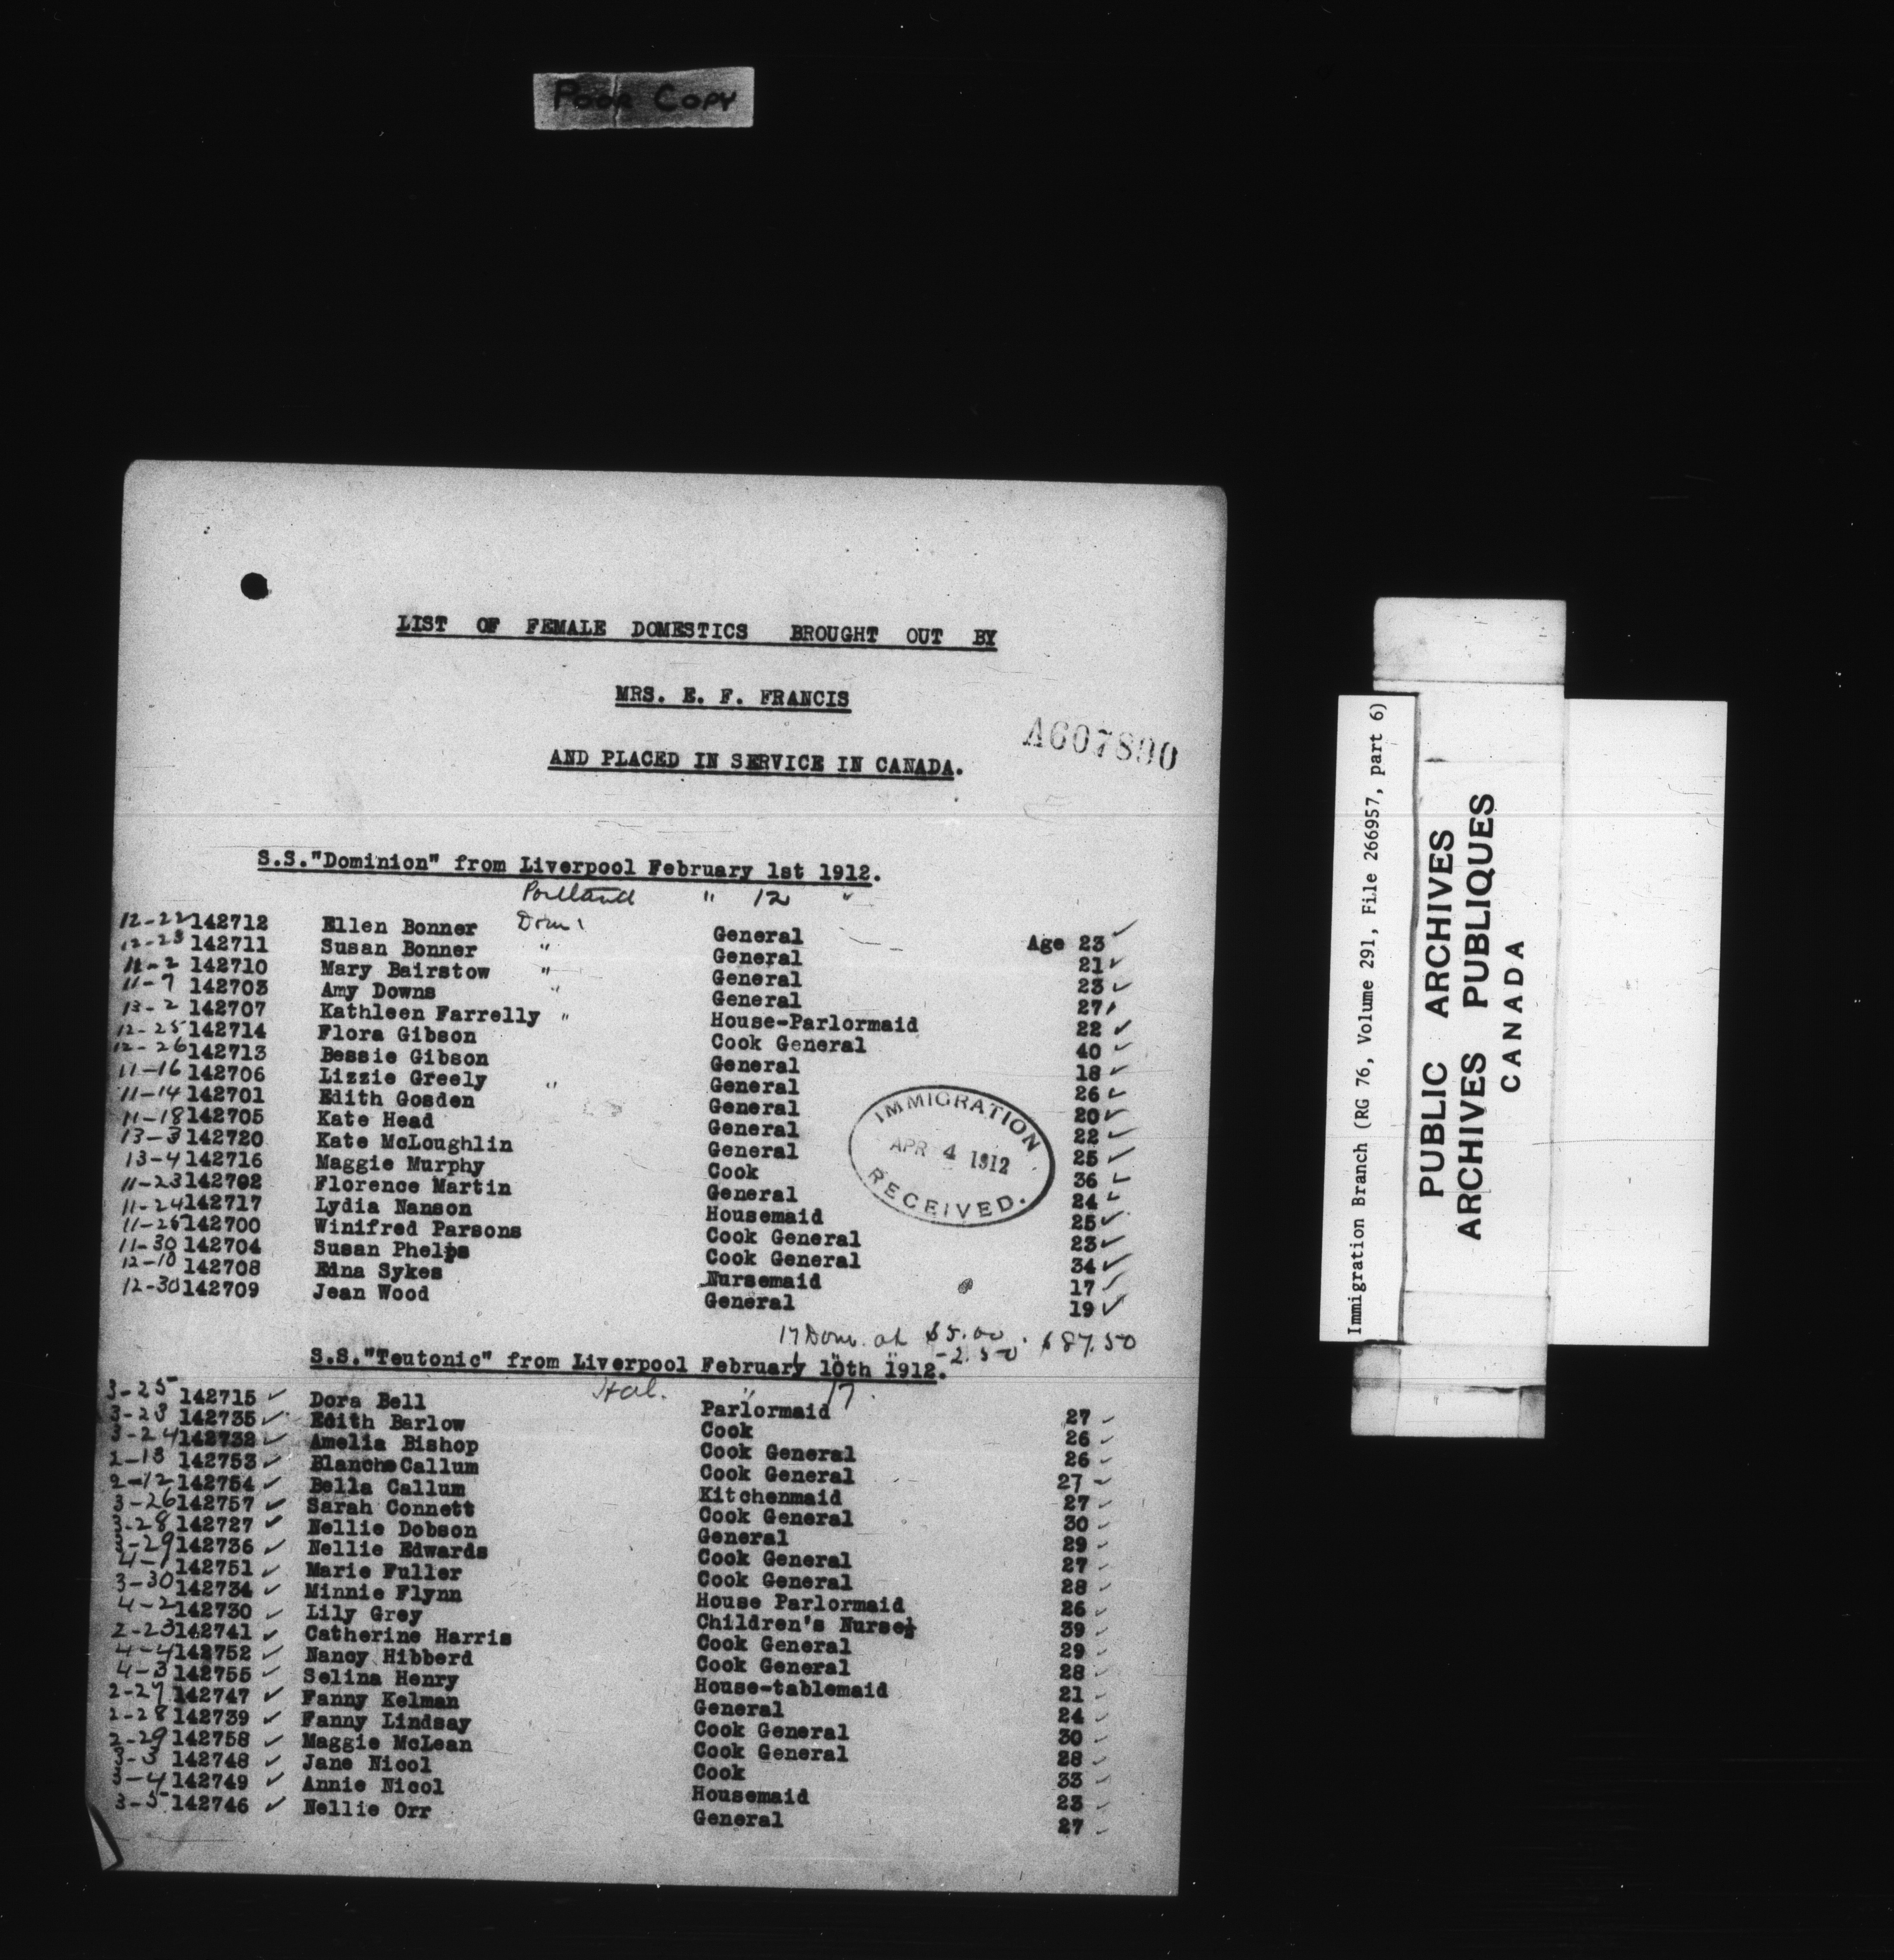 Poor Copy
LIST OF FEMALE DOMESTICS BROUGHT OUT BY
MRS. E. F. FRANCIS
A607890
AND PLACED IN SERVICE IN CANADA.
S.S."Dominion" from Liverpool February 1st 1912.
Portland " 12 "
12-22 142712 Ellen Bonner Dom. General Age 23 ✓
12-23 142711 Susan Bonner " General 21 ✓
11-2 142710 Mary Bairstow " General 23 ✓
11-7 142703 Amy Downs " General 27
13-2 142707 Kathleen Farrelly " House-Parlormaid 22 ✓
12-25 142714 Flora Gibson Cook General 40 ✓
12-26 142713 Bessie Gibson General 18 ✓
11-16 142706 Lizzie Greely " General 26 ✓
11-14 142701 Edith Gosden General 20 ✓
11-18 142705 Kate Head General 22 ✓
13-3 142720 Kate McLoughlin General 25 ✓
13-4 142716 Maggie Murphy Cook 36 ✓
11-23 142702 Florence Martin General 24 ✓
11-24 142717 Lydia Nanson Housemaid 25 ✓
11-25 142700 Winifred Parsons Cook General 23 ✓
11-30 142704 Susan Phelps Cook General 34 ✓
12-10 142708 Edna Sykes Nursemaid 17 ✓
12-30 142709 Jean Wood General 19 ✓
IMMIGRATION
APR 4 1912
RECEIVED.
17 Dom. at $5.00 . $87.50
1 " " -2.50
S.S."Teutonic" from Liverpool February 10th 1912.
Hal. " 17.
3-25 142715 ✓ Dora Bell Parlormaid 27 ✓
3-23 142735 ✓ Edith Barlow Cook 26 ✓
3-24 142732 ✓ Amelia Bishop Cook General 26 ✓
2-13 142753 ✓ Blanche Callum Cook General 27 ✓
2-12 142754 ✓ Bella Callum Kitchenmaid 27 ✓
3-26 142757 ✓ Sarah Connett Cook General 30 ✓
3-28 142727 ✓ Nellie Dobson General 29 ✓
3-29 142736 ✓ Nellie Edwards Cook General 27 ✓
4-1 142751 ✓ Marie Fuller Cook General 28 ✓
3-30 142734 ✓ Minnie Flynn House Parlormaid 26 ✓
4-2 142730 ✓ Lily Grey Children's Nurse 39 ✓
2-23 142741 ✓ Catherine Harris Cook General 29 ✓
4-4 142752 ✓ Nancy Hibberd Cook General 28 ✓
4-3 142755 ✓ Selina Henry House-tablemaid 21 ✓
2-27 142747 ✓ Fanny Kelman General 24 ✓
2-28 142739 ✓ Fanny Lindsay Cook General 30 ✓
2-29 142758 ✓ Maggie McLean Cook General 28 ✓
3-3 142748 ✓ Jane Nicol Cook 33 ✓
3-4 142749 ✓ Annie Nicol Housemaid 23 ✓
3-5 142746 ✓ Nellie Orr General 27 ✓
Immigration Branch (RG 76, Volume 291, File 266957, part 6)
PUBLIC ARCHIVES
ARCHIVES PUBLIQUES
CANADA